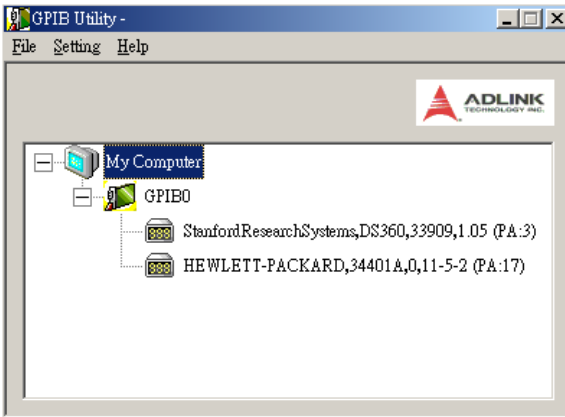 GPIB Utility -
File Setting Help
ADLINK
TECHNOLOGY INC.
My Computer
GPIB0
StanfordResearchSystems,DS360,33909,1.05 (PA:3)
HEWLETT-PACKARD,34401A,0,11-5-2 (PA:17)